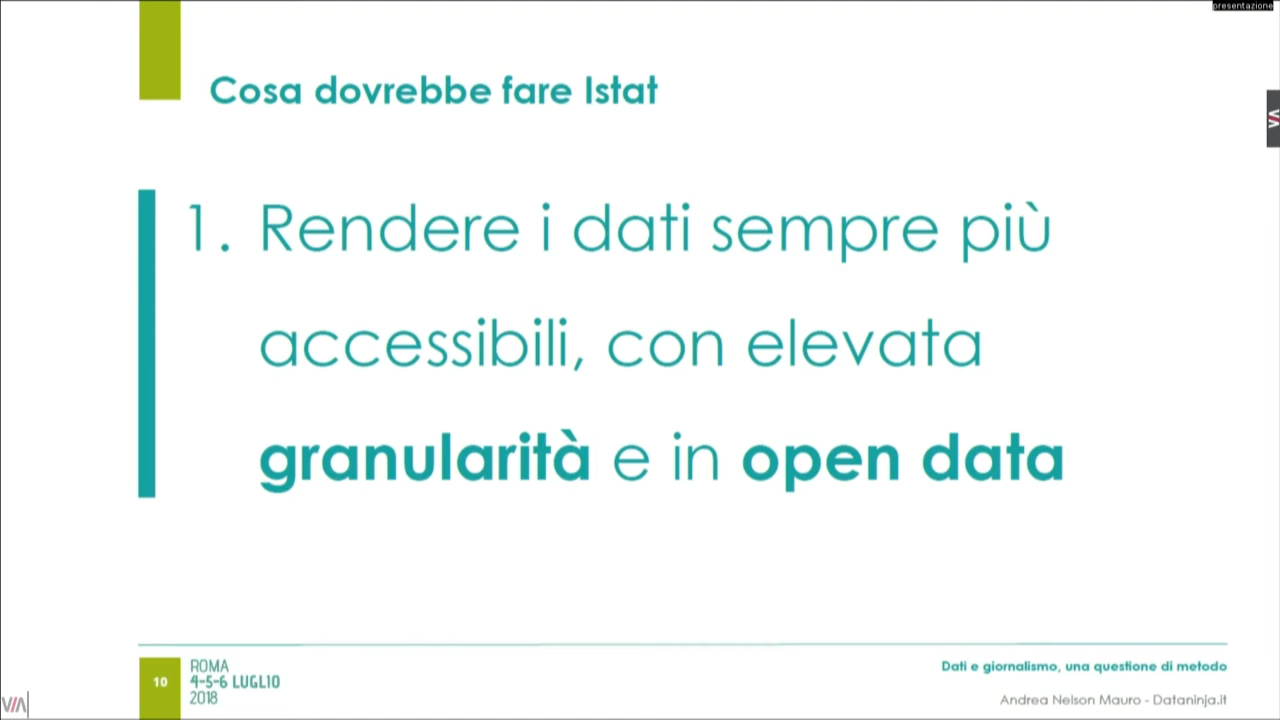 presentazione
Cosa dovrebbe fare Istat
1. Rendere i dati sempre più
accessibili, con elevata
granularità e in open data
10
ROMA
4-5-6 LUGLIO
2018
Dati e giornalismo, una questione di metodo
Andrea Nelson Mauro - Dataninja.it
VIA